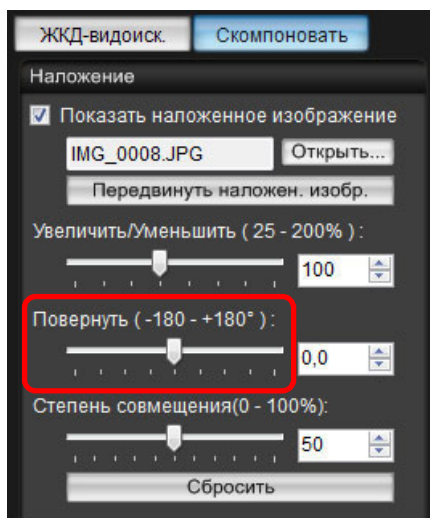 ЖКД-видоиск. Скомпоновать
Наложение
Показать наложенное изображение
IMG_0008.JPG Открыть...
Передвинуть наложен. изобр.
Увеличить/Уменьшить ( 25 - 200% ) :
100
Повернуть ( -180 - +180° ) :
0,0
Степень совмещения(0 - 100%):
50
Сбросить